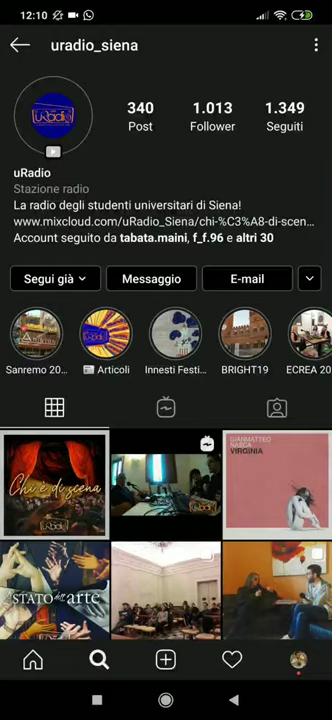 12:10
uradio_siena
uRadio
340
1.013
1.349
Post
Follower
Seguiti
uRadio
Stazione radio
La radio degli studenti universitari di Siena!
www.mixcloud.com/uRadio_Siena/chi-%C3%A8-di-scen...
Account seguito da tabata.maini, f_f.96 e altri 30
Segui già
Messaggio
E-mail
Sanremo 20...
Articoli
Innesti Festi...
BRIGHT19
ECREA 20
Chi è di scena
uRadio
GIANMATTEO
NASCA
VIRGINIA
STATO dell'arte